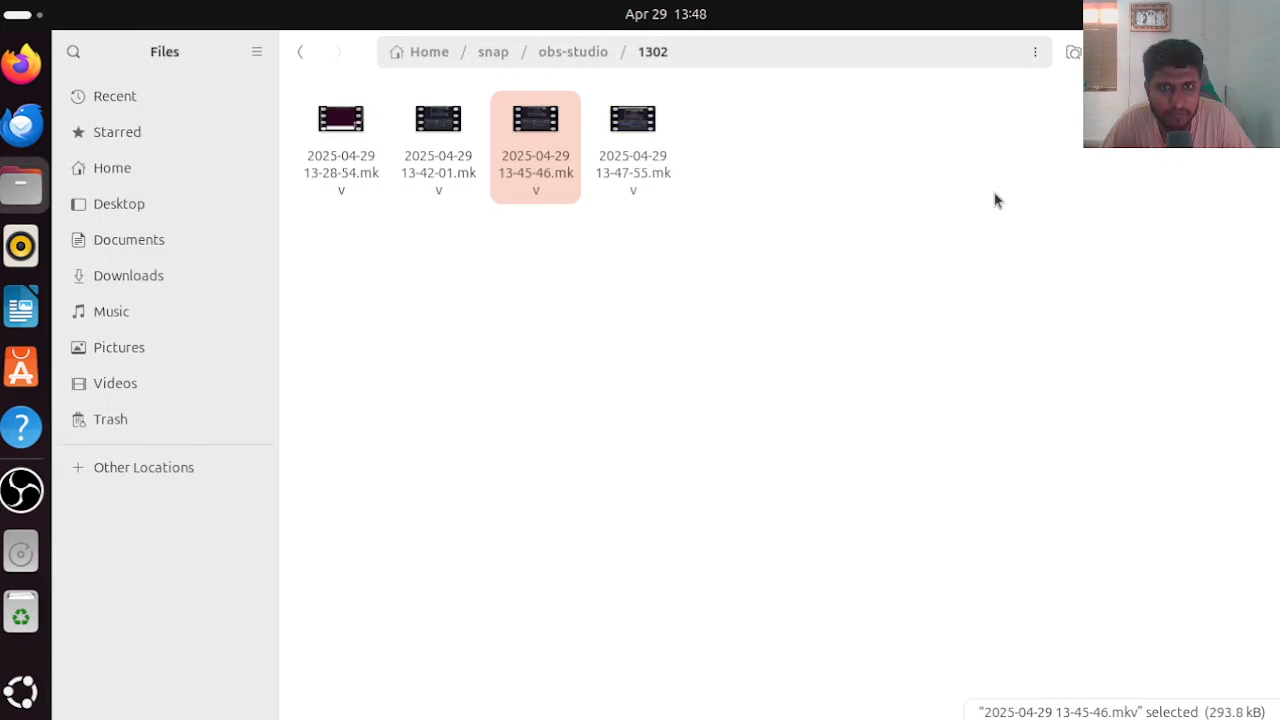 Apr 29 13:48
Files
Home / snap / obs-studio / 1302
Recent
Starred
Home
Desktop
Documents
Downloads
Music
Pictures
Videos
Trash
Other Locations
2025-04-29
13-28-54.mk
v
2025-04-29
13-42-01.mk
v
2025-04-29
13-45-46.mk
v
2025-04-29
13-47-55.mk
v
"2025-04-29 13-45-46.mkv" selected (293.8 kB)